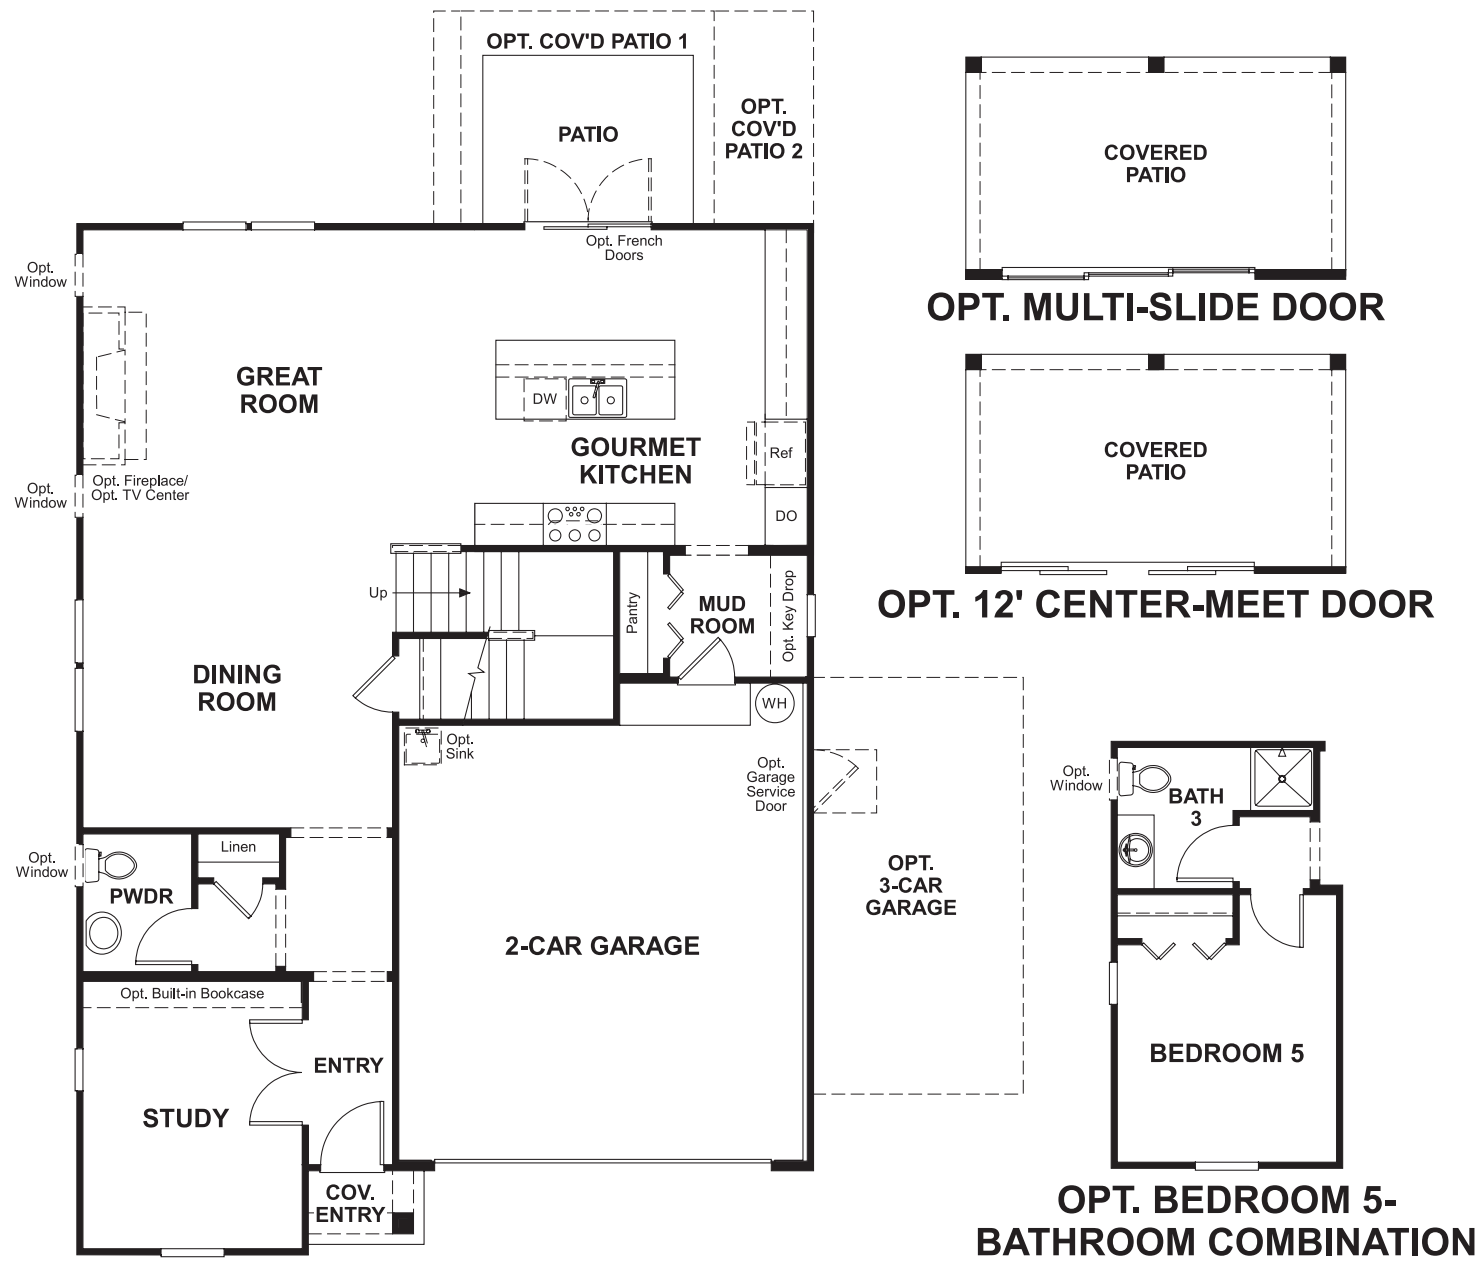 OPT. COV'D PATIO 1
PATIO
OPT.
COV'D
PATIO 2
Opt. French
Doors
Opt.
Window
GREAT
ROOM
DW
GOURMET
KITCHEN
Ref
DO
Opt. Fireplace/
Opt. TV Center
Opt.
Window
Up
Pantry
MUD
ROOM
Opt. Key Drop
DINING
ROOM
WH
Opt.
Sink
Opt.
Garage
Service
Door
Opt.
Window
Linen
PWDR
2-CAR GARAGE
OPT.
3-CAR
GARAGE
Opt. Built-in Bookcase
ENTRY
STUDY
COV.
ENTRY
COVERED
PATIO
OPT. MULTI-SLIDE DOOR
COVERED
PATIO
OPT. 12' CENTER-MEET DOOR
Opt.
Window
BATH
3
BEDROOM 5
OPT. BEDROOM 5-
BATHROOM COMBINATION